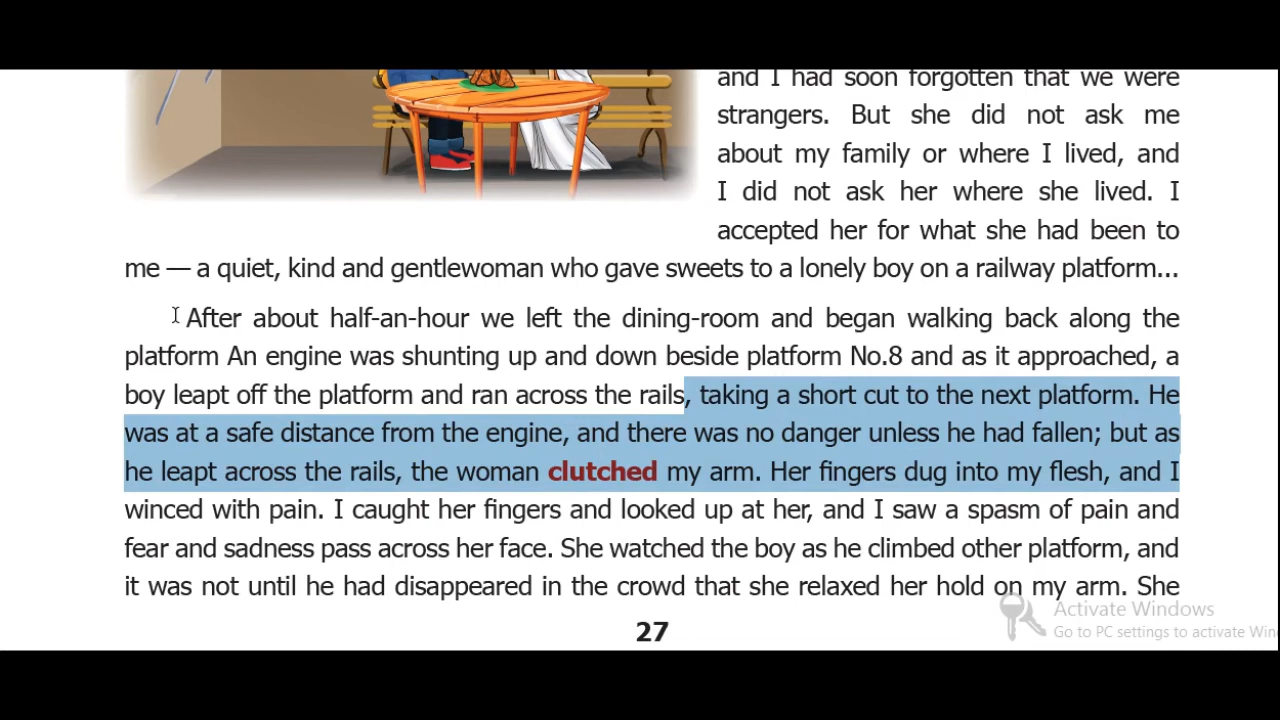 and I had soon forgotten that we were
strangers. But she did not ask me
about my family or where I lived, and
I did not ask her where she lived. I
accepted her for what she had been to
me — a quiet, kind and gentlewoman who gave sweets to a lonely boy on a railway platform...
After about half-an-hour we left the dining-room and began walking back along the
platform An engine was shunting up and down beside platform No.8 and as it approached, a
boy leapt off the platform and ran across the rails, taking a short cut to the next platform. He
was at a safe distance from the engine, and there was no danger unless he had fallen; but as
he leapt across the rails, the woman clutched my arm. Her fingers dug into my flesh, and I
winced with pain. I caught her fingers and looked up at her, and I saw a spasm of pain and
fear and sadness pass across her face. She watched the boy as he climbed other platform, and
it was not until he had disappeared in the crowd that she relaxed her hold on my arm. She
27
Activate Windows
Go to PC settings to activate Win